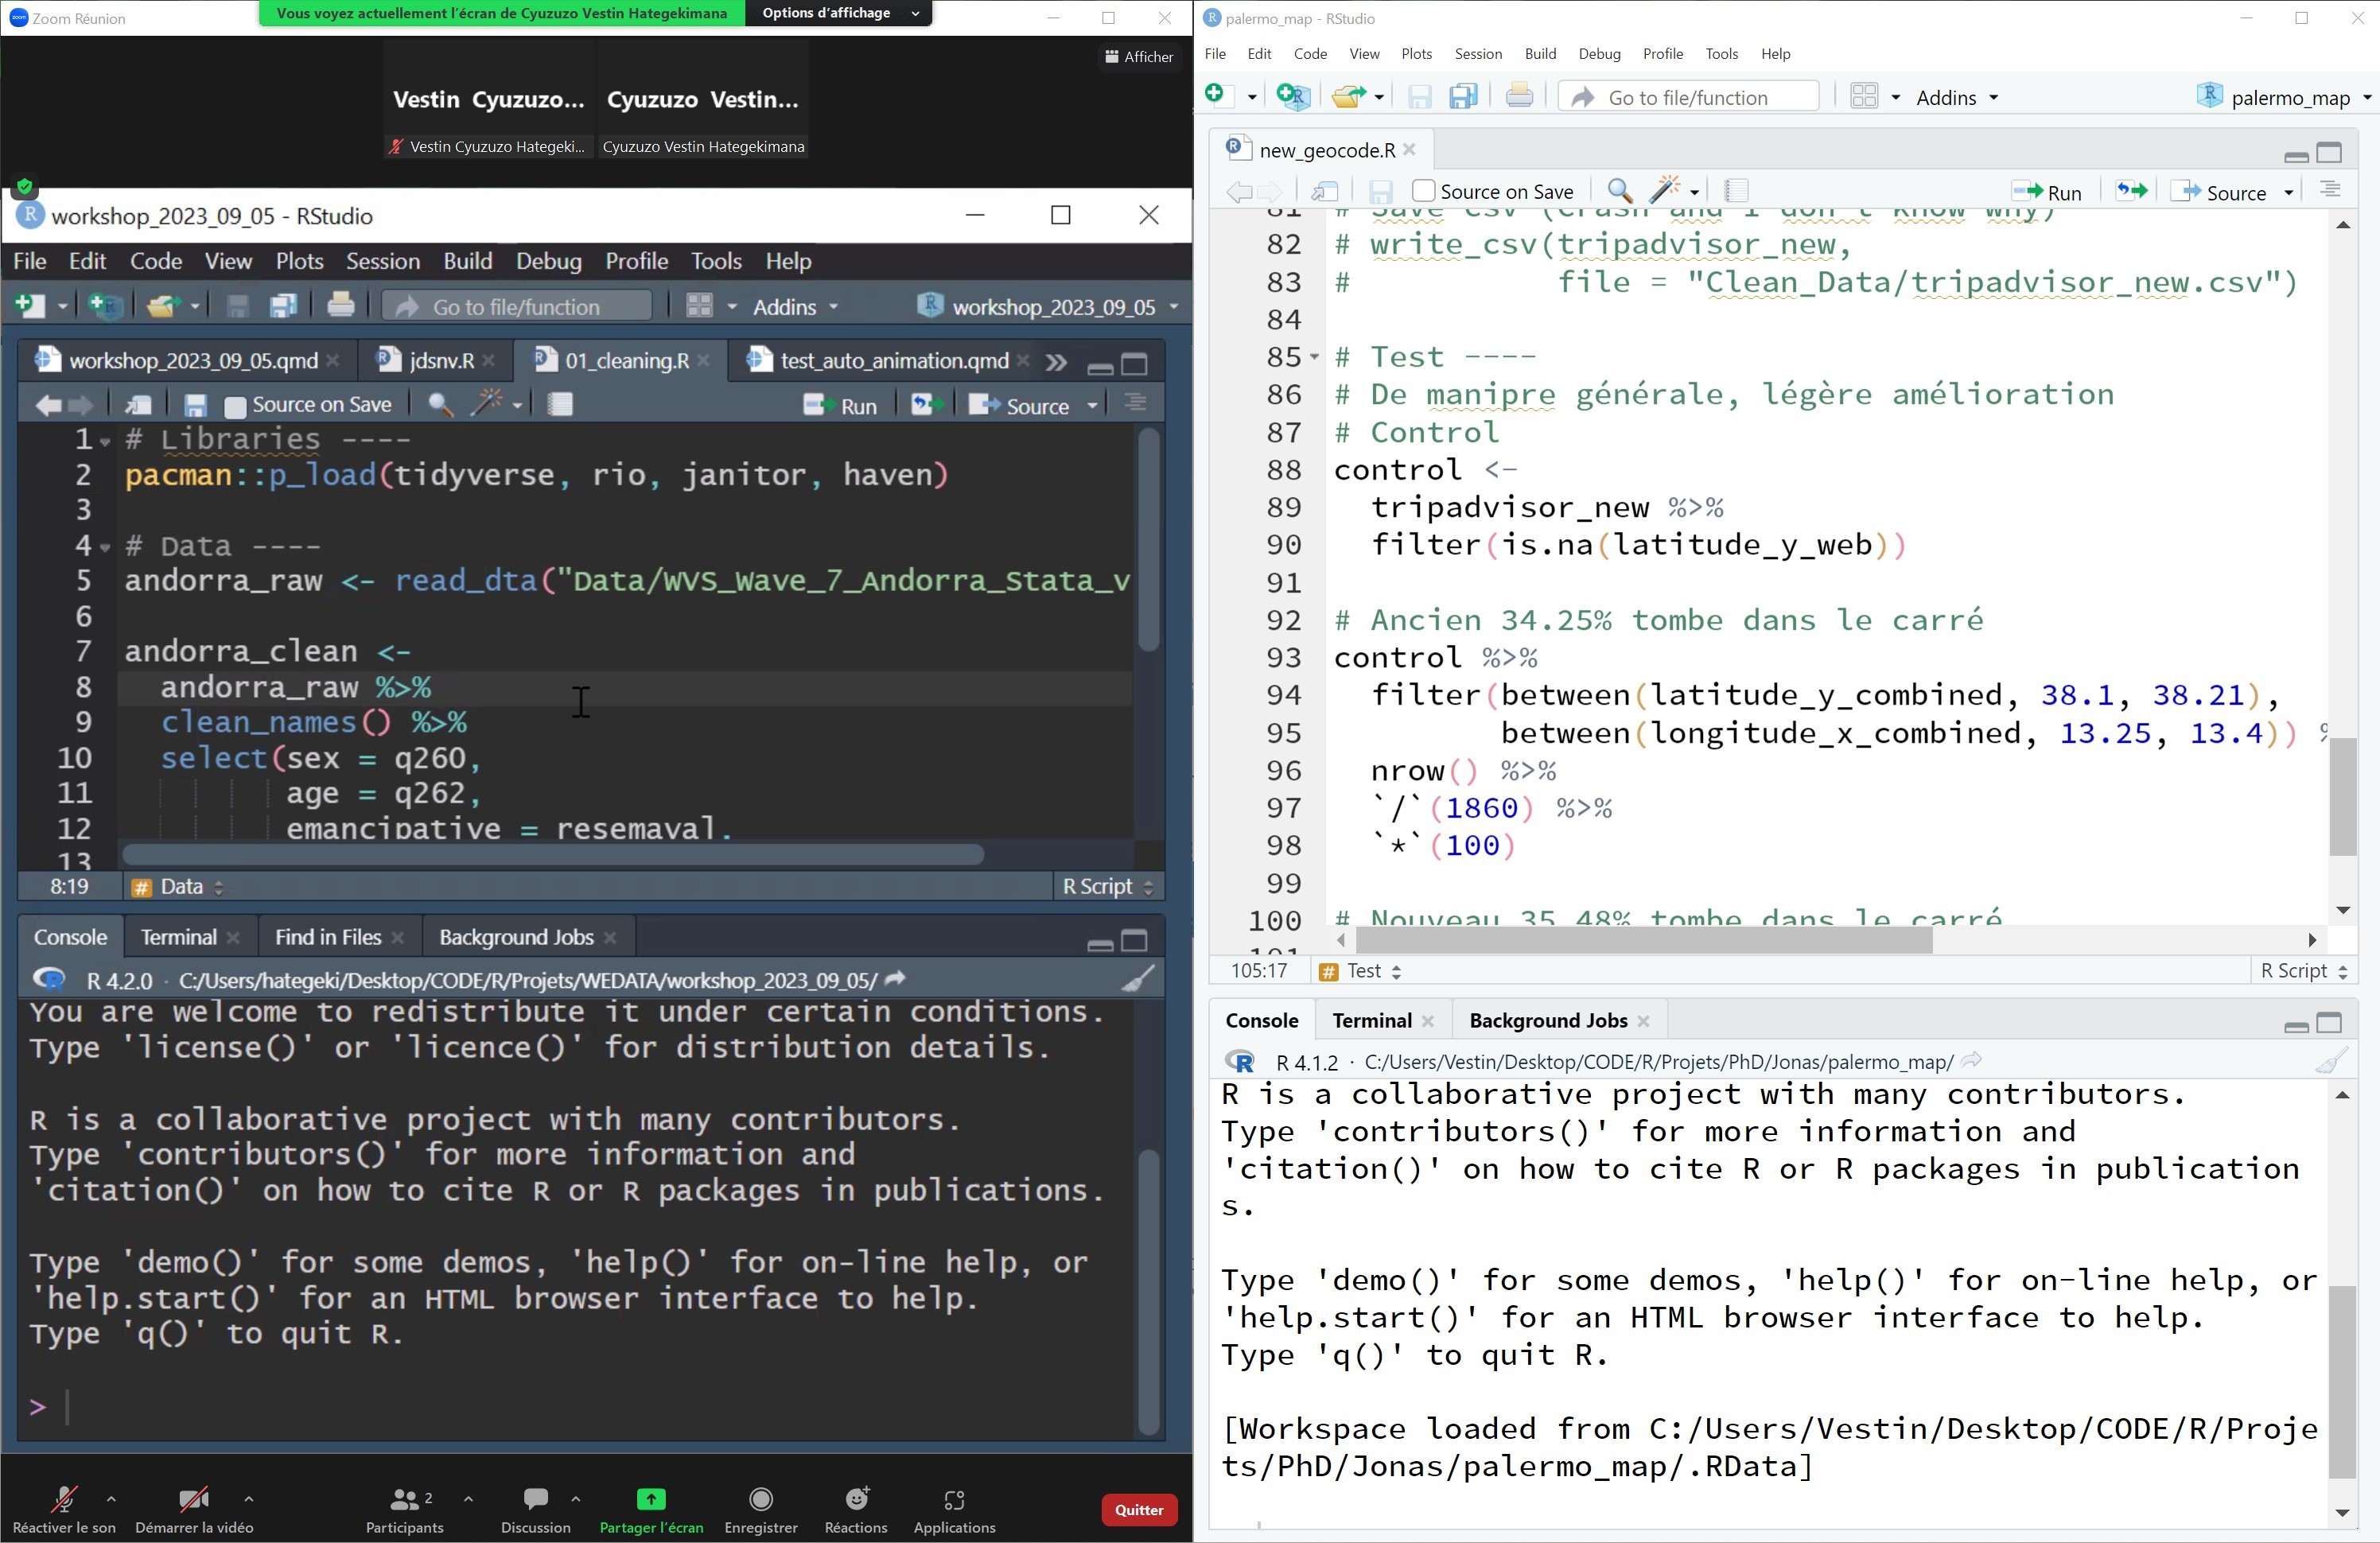 Zoom Réunion
Vous voyez actuellement l'écran de Cyuzuzo Vestin Hategekimana
Options d'affichage
Afficher
Vestin Cyuzuzo...
Cyuzuzo Vestin...
Vestin Cyuzuzo Hategeki...
Cyuzuzo Vestin Hategekimana
workshop_2023_09_05 - RStudio
File Edit Code View Plots Session Build Debug Profile Tools Help
Go to file/function
Addins
workshop_2023_09_05
workshop_2023_09_05.qmd
jdsnv.R
01_cleaning.R
test_auto_animation.qmd
Source on Save
Run
Source
1 # Libraries ----
2 pacman::p_load(tidyverse, rio, janitor, haven)
3
4 # Data ----
5 andorra_raw <- read_dta("Data/WVS_Wave_7_Andorra_Stata_v
6
7 andorra_clean <-
8 andorra_raw %>%
9 clean_names() %>%
10 select(sex = q260,
11 age = q262,
12 emancipative = resemaval,
13
8:19
# Data
R Script
Console Terminal Find in Files Background Jobs
R 4.2.0 · C:/Users/hategeki/Desktop/CODE/R/Projets/WEDATA/workshop_2023_09_05/
You are welcome to redistribute it under certain conditions.
Type 'license()' or 'licence()' for distribution details.
R is a collaborative project with many contributors.
Type 'contributors()' for more information and
'citation()' on how to cite R or R packages in publications.
Type 'demo()' for some demos, 'help()' for on-line help, or
'help.start()' for an HTML browser interface to help.
Type 'q()' to quit R.
>
Réactiver le son
Démarrer la vidéo
2
Participants
Discussion
Partager l'écran
Enregistrer
Réactions
Applications
Quitter
palermo_map - RStudio
File Edit Code View Plots Session Build Debug Profile Tools Help
Go to file/function
Addins
palermo_map
new_geocode.R
Source on Save
Run
Source
81 # Save csv (Crash and I don't know why)
82 # write_csv(tripadvisor_new,
83 # file = "Clean_Data/tripadvisor_new.csv")
84
85 # Test ----
86 # De manipre générale, légère amélioration
87 # Control
88 control <-
89 tripadvisor_new %>%
90 filter(is.na(latitude_y_web))
91
92 # Ancien 34.25% tombe dans le carré
93 control %>%
94 filter(between(latitude_y_combined, 38.1, 38.21),
95 between(longitude_x_combined, 13.25, 13.4)) %
96 nrow() %>%
97 `/`(1860) %>%
98 `*`(100)
99
100 # Nouveau 35.48% tombe dans le carré
101
105:17
# Test
R Script
Console Terminal Background Jobs
R 4.1.2 · C:/Users/Vestin/Desktop/CODE/R/Projets/PhD/Jonas/palermo_map/
R is a collaborative project with many contributors.
Type 'contributors()' for more information and
'citation()' on how to cite R or R packages in publication
s.
Type 'demo()' for some demos, 'help()' for on-line help, or
'help.start()' for an HTML browser interface to help.
Type 'q()' to quit R.
[Workspace loaded from C:/Users/Vestin/Desktop/CODE/R/Proje
ts/PhD/Jonas/palermo_map/.RData]